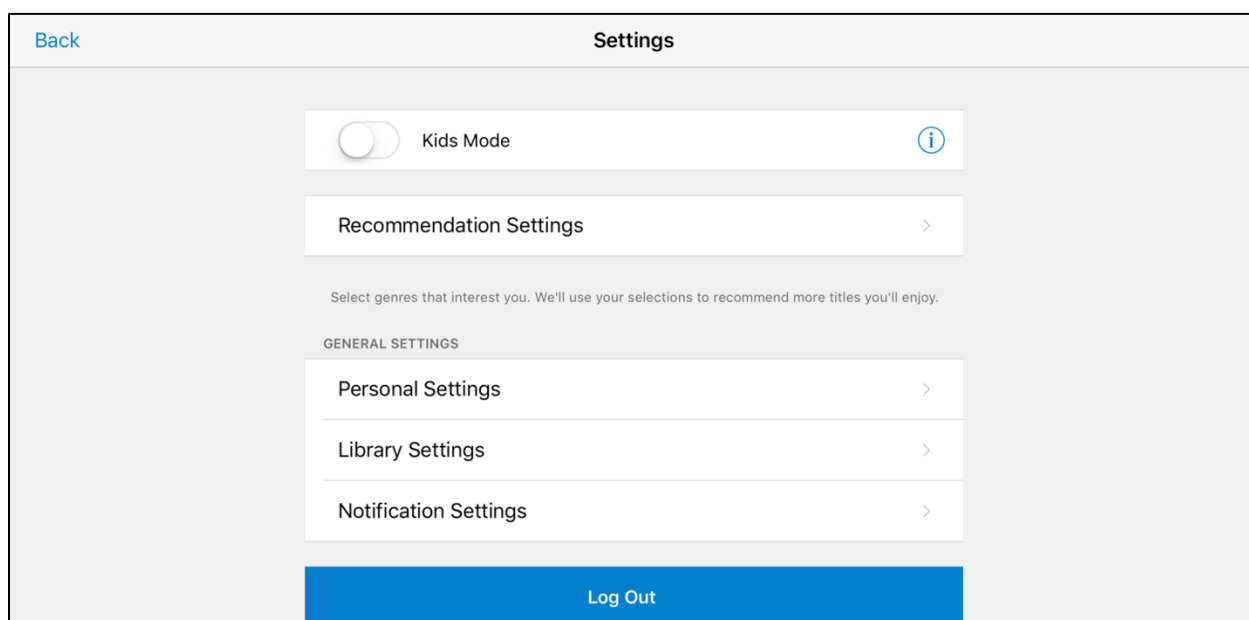 Back
Settings
Kids Mode
i
Recommendation Settings
Select genres that interest you. We'll use your selections to recommend more titles you'll enjoy.
GENERAL SETTINGS
Personal Settings
Library Settings
Notification Settings
Log Out